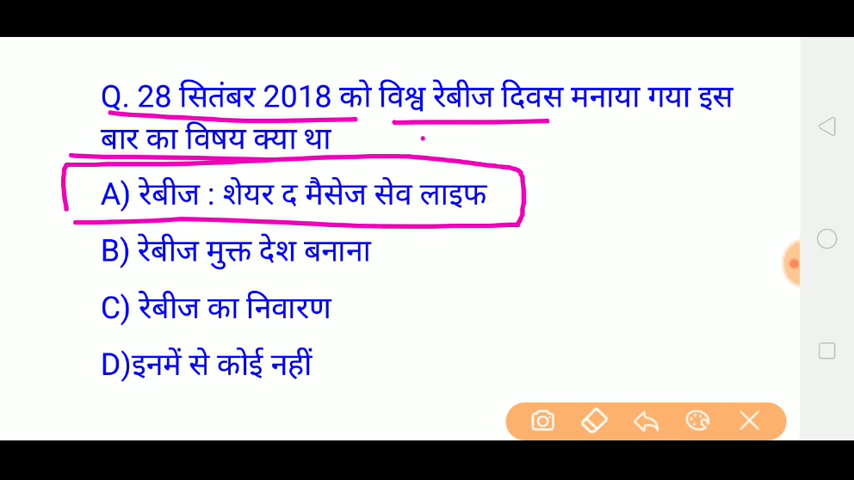 Q. 28 सितंबर 2018 को विश्व रेबीज दिवस मनाया गया इस
बार का विषय क्या था
A) रेबीज : शेयर द मैसेज सेव लाइफ
B) रेबीज मुक्त देश बनाना
C) रेबीज का निवारण
D)इनमें से कोई नहीं